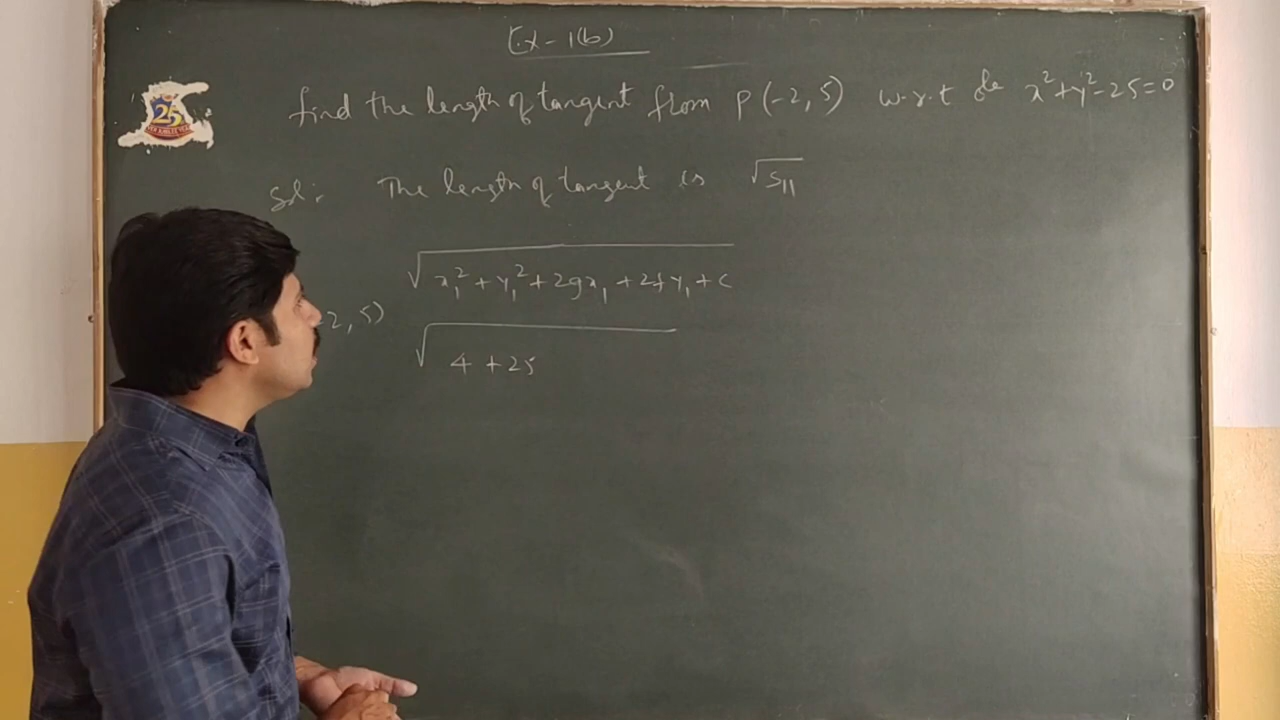 Ex-1(b)
find the length of tangent from P(-2, 5) w.r.t x²+y²-25=0
25
Sol: The length of tangent is √S₁₁
√x₁²+y₁²+2gx₁+2fy₁+c
2, 5)
√4+25